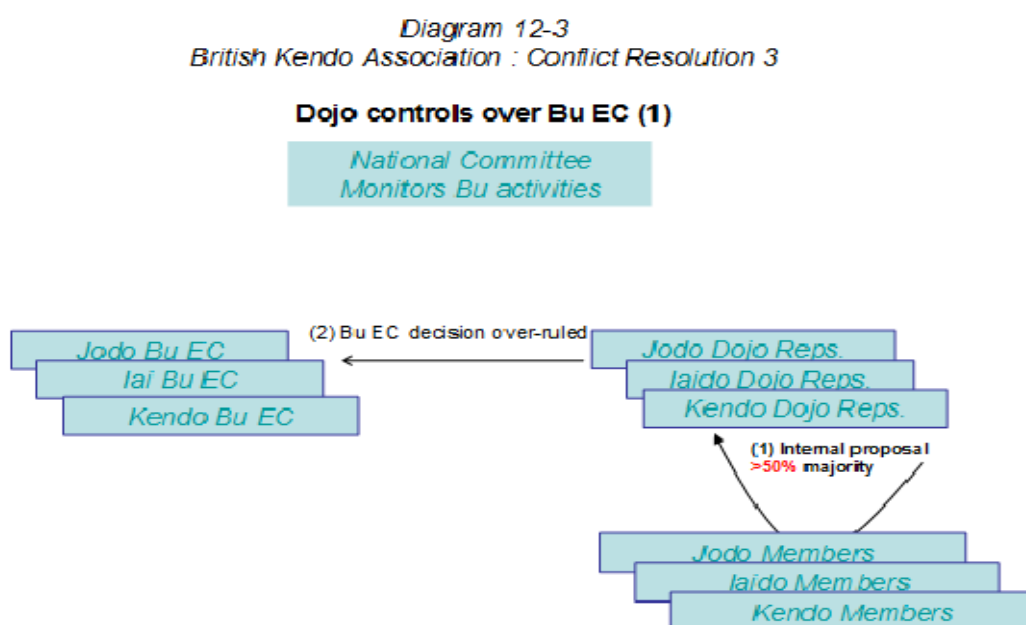 Diagram 12-3
British Kendo Association : Conflict Resolution 3
Dojo controls over Bu EC (1)
National Committee
Monitors Bu activities
(2) Bu EC decision over-ruled
Jodo Bu EC
Iai Bu EC
Kendo Bu EC
Jodo Dojo Reps.
Iaido Dojo Reps.
Kendo Dojo Reps.
(1) Internal proposal
>50% majority
Jodo Members
Iaido Members
Kendo Members